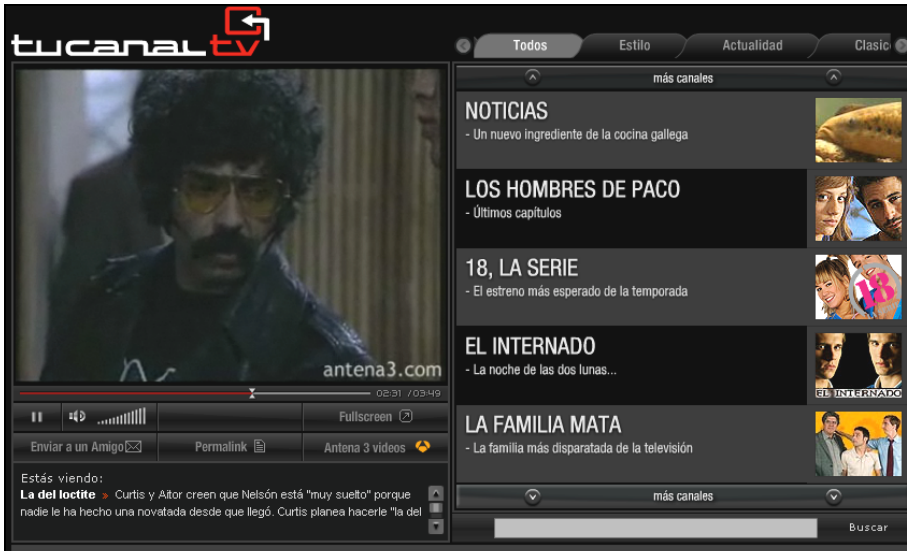 tucanal tv
Todos
Estilo
Actualidad
Clasic
más canales
NOTICIAS
- Un nuevo ingrediente de la cocina gallega
LOS HOMBRES DE PACO
- Últimos capítulos
18, LA SERIE
- El estreno más esperado de la temporada
18
EL INTERNADO
- La noche de las dos lunas...
EL INTERNADO
LA FAMILIA MATA
- La familia más disparatada de la televisión
más canales
Buscar
antena3.com
02:31 /03:49
Fullscreen
Enviar a un Amigo
Permalink
Antena 3 videos
Estás viendo:
La del loctite » Curtis y Aitor creen que Nelsón está "muy suelto" porque
nadie le ha hecho una novatada desde que llegó. Curtis planea hacerle "la del